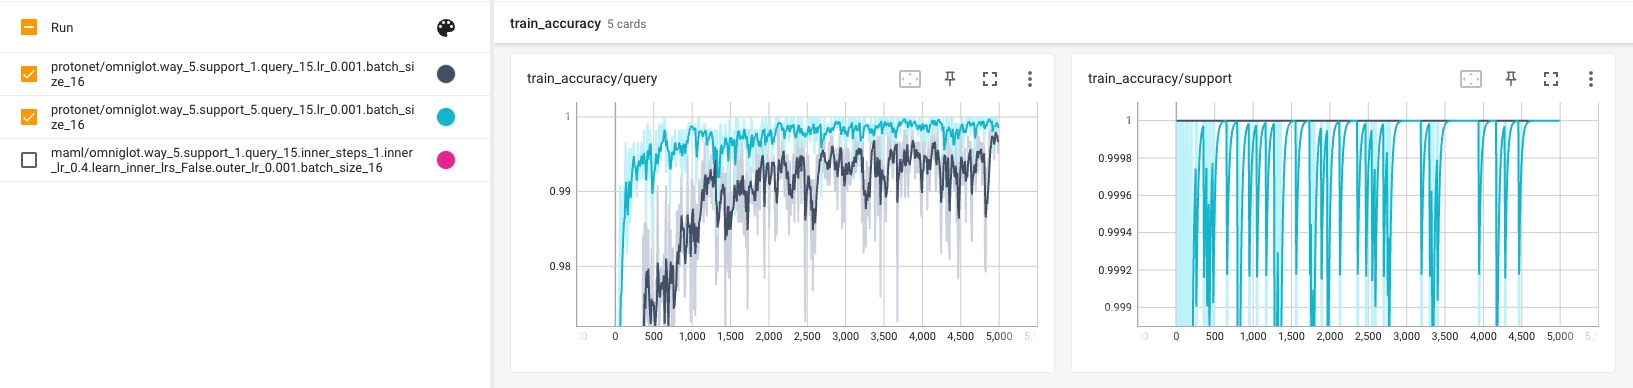 Run
protonet/omniglot.way_5.support_1.query_15.lr_0.001.batch_si
ze_16
protonet/omniglot.way_5.support_5.query_15.lr_0.001.batch_si
ze_16
maml/omniglot.way_5.support_1.query_15.inner_steps_1.inner
_lr_0.4.learn_inner_lrs_False.outer_lr_0.001.batch_size_16
train_accuracy 5 cards
train_accuracy/query
1
0.99
0.98
0 500 1,000 1,500 2,000 2,500 3,000 3,500 4,000 4,500 5,000
train_accuracy/support
1
0.9998
0.9996
0.9994
0.9992
0.999
0 500 1,000 1,500 2,000 2,500 3,000 3,500 4,000 4,500 5,000